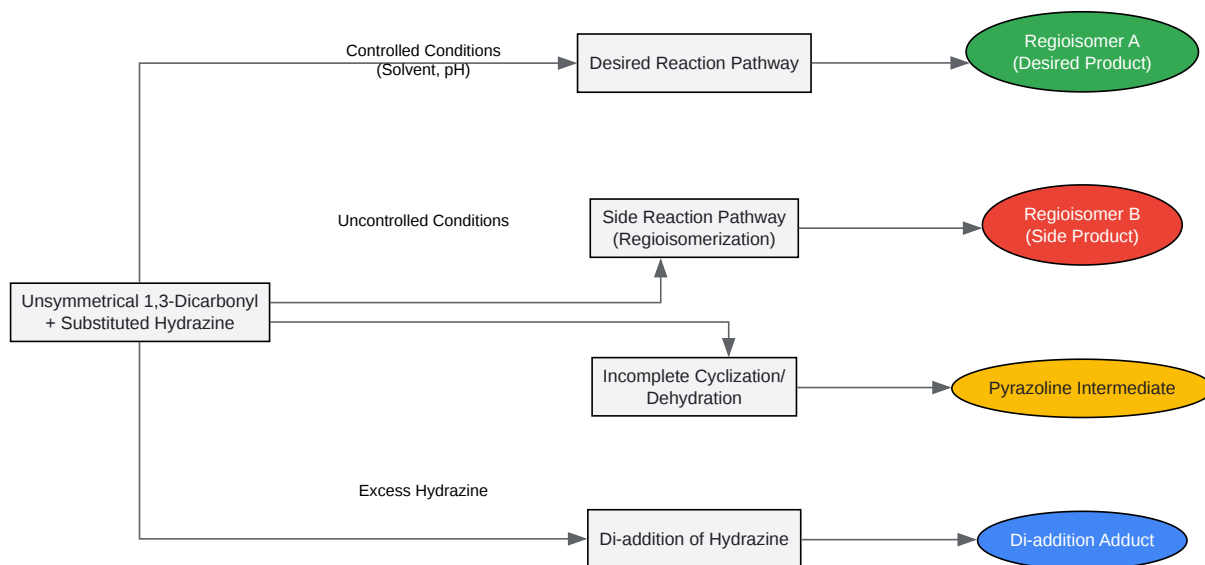 Controlled Conditions
(Solvent, pH)
Desired Reaction Pathway
Regioisomer A
(Desired Product)
Uncontrolled Conditions
Side Reaction Pathway
(Regioisomerization)
Regioisomer B
(Side Product)
Unsymmetrical 1,3-Dicarbonyl
+ Substituted Hydrazine
Incomplete Cyclization/
Dehydration
Pyrazoline Intermediate
Excess Hydrazine
Di-addition of Hydrazine
Di-addition Adduct